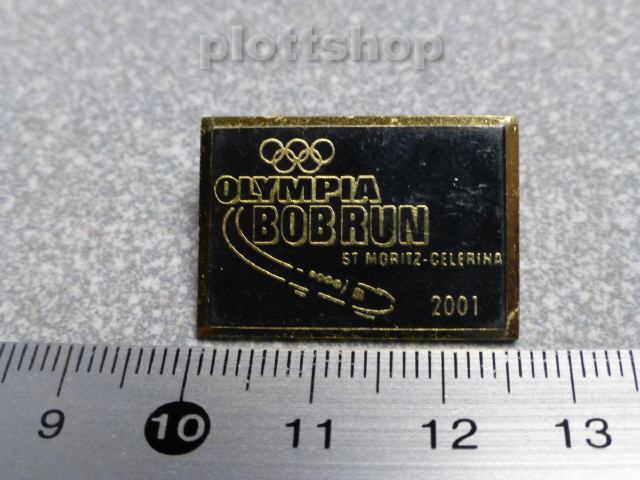 plottshop
OLYMPIA
BOBRUN
ST MORITZ-CELERINA
2001
9 10 11 12 13